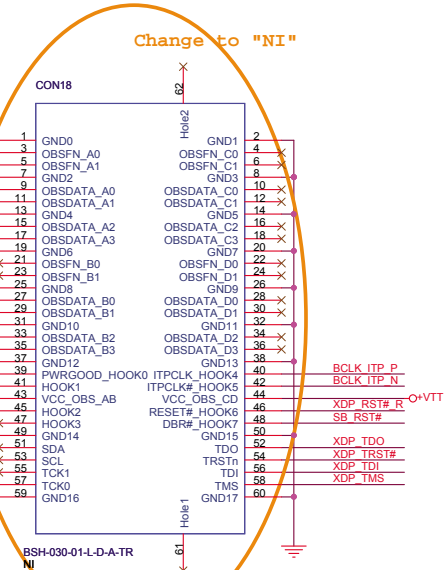 Change to "NI"
CON18
62
Hole2
1 GND0 GND1 2
3 OBSFN_A0 OBSFN_C0 4
5 OBSFN_A1 OBSFN_C1 6
7 GND2 GND3 8
9 OBSDATA_A0 OBSDATA_C0 10
11 OBSDATA_A1 OBSDATA_C1 12
13 GND4 GND5 14
15 OBSDATA_A2 OBSDATA_C2 16
17 OBSDATA_A3 OBSDATA_C3 18
19 GND6 GND7 20
21 OBSFN_B0 OBSFN_D0 22
23 OBSFN_B1 OBSFN_D1 24
25 GND8 GND9 26
27 OBSDATA_B0 OBSDATA_D0 28
29 OBSDATA_B1 OBSDATA_D1 30
31 GND10 GND11 32
33 OBSDATA_B2 OBSDATA_D2 34
35 OBSDATA_B3 OBSDATA_D3 36
37 GND12 GND13 38
39 PWRGOOD_HOOK0 ITPCLK_HOOK4 40 BCLK_ITP_P
41 HOOK1 ITPCLK#_HOOK5 42 BCLK_ITP_N
43 VCC_OBS_AB VCC_OBS_CD 44 +VTT
45 HOOK2 RESET#_HOOK6 46 XDP_RST#_R
47 HOOK3 DBR#_HOOK7 48 SB_RST#
49 GND14 GND15 50
51 SDA TDO 52 XDP_TDO
53 SCL TRSTn 54 XDP_TRST#
55 TCK1 TDI 56 XDP_TDI
57 TCK0 TMS 58 XDP_TMS
59 GND16 GND17 60
Hole1
61
BSH-030-01-L-D-A-TR
NI